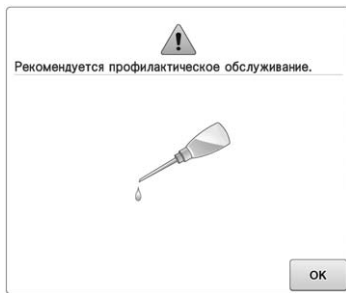 Рекомендуется профилактическое обслуживание.
OK